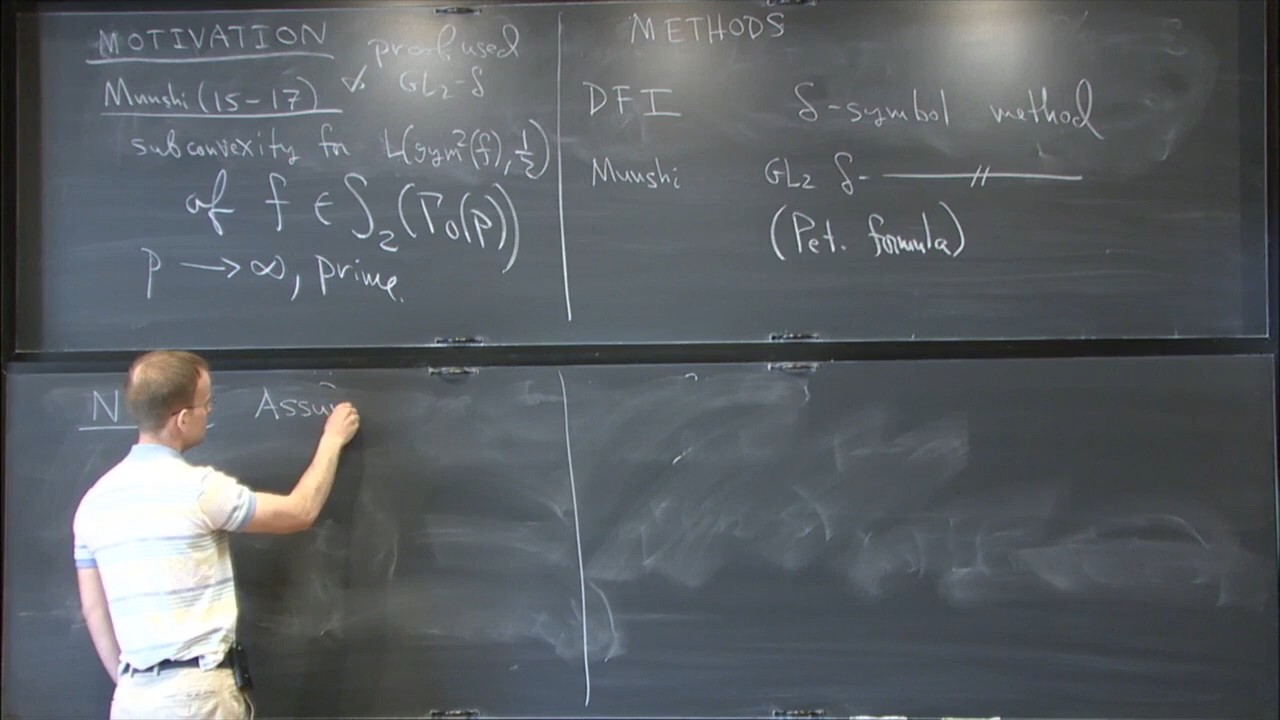 MOTIVATION
proof used
GL₂-δ
Munshi (15-17)
subconvexity for L(sym²(f), ½)
of f ∈ S₂(Γ₀(p))
p → ∞, prime.
METHODS
DFI δ-symbol method
Munshi GL₂ δ- —//—
(Pet. formula)
N Assu